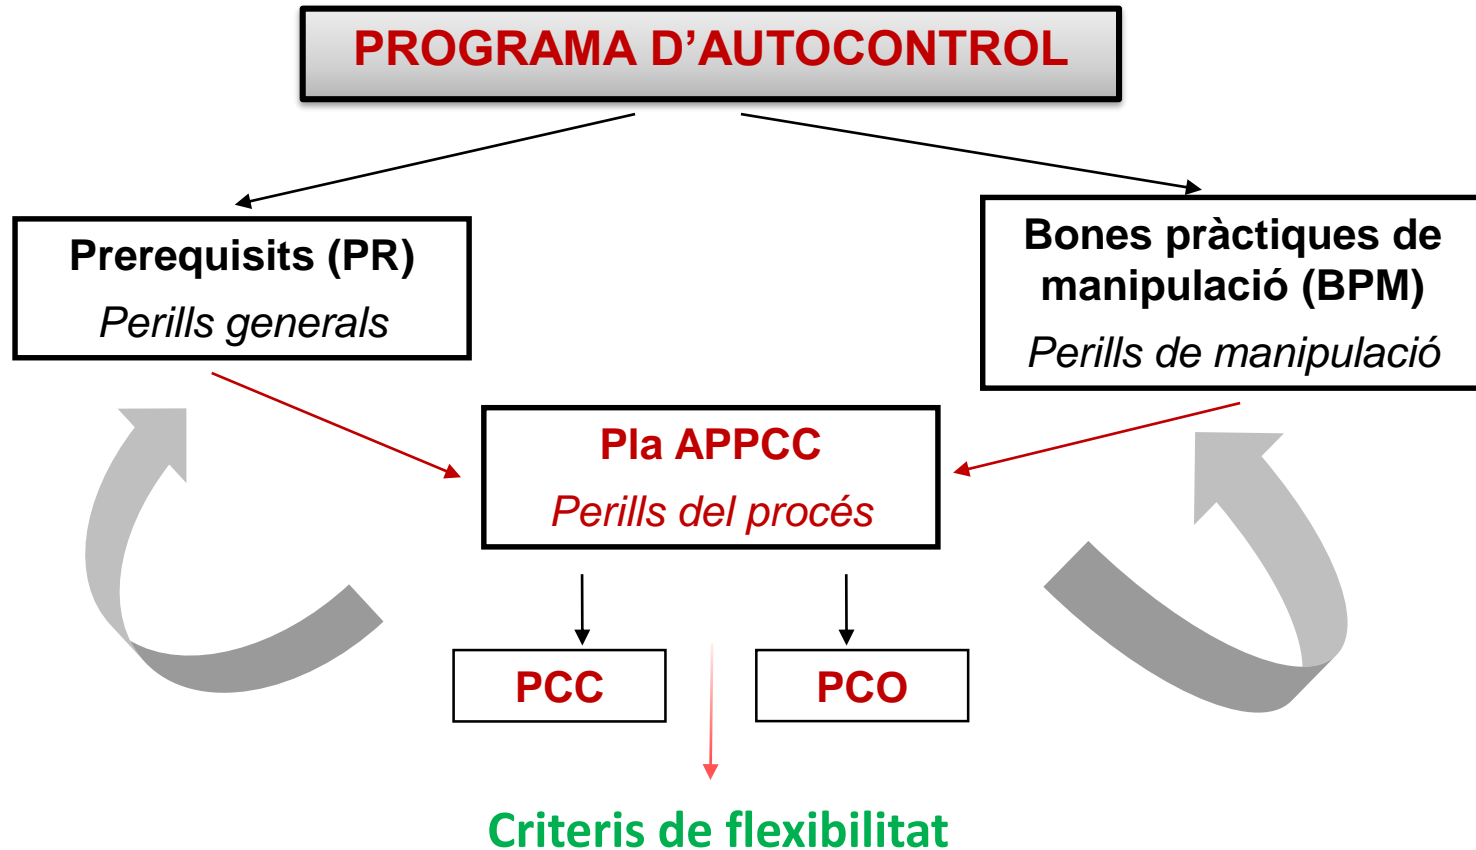 PROGRAMA D’AUTOCONTROL
Prerequisits (PR)
Perills generals
Bones pràctiques de
manipulació (BPM)
Perills de manipulació
Pla APPCC
Perills del procés
PCC
PCO
Criteris de flexibilitat